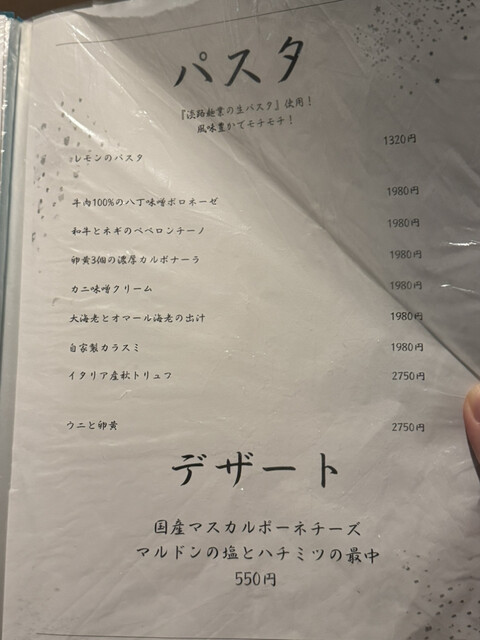 パスタ
『淡路麺業の生パスタ』使用！
風味豊かでモチモチ！
レモンのパスタ 1320円
牛肉100%の八丁味噌ボロネーゼ 1980円
和牛とネギのペペロンチーノ 1980円
卵黄3個の濃厚カルボナーラ 1980円
カニ味噌クリーム 1980円
大海老とオマール海老の出汁 1980円
自家製カラスミ 1980円
イタリア産秋トリュフ 2750円
ウニと卵黄 2750円
デザート
国産マスカルポーネチーズ
マルドンの塩とハチミツの最中
550円